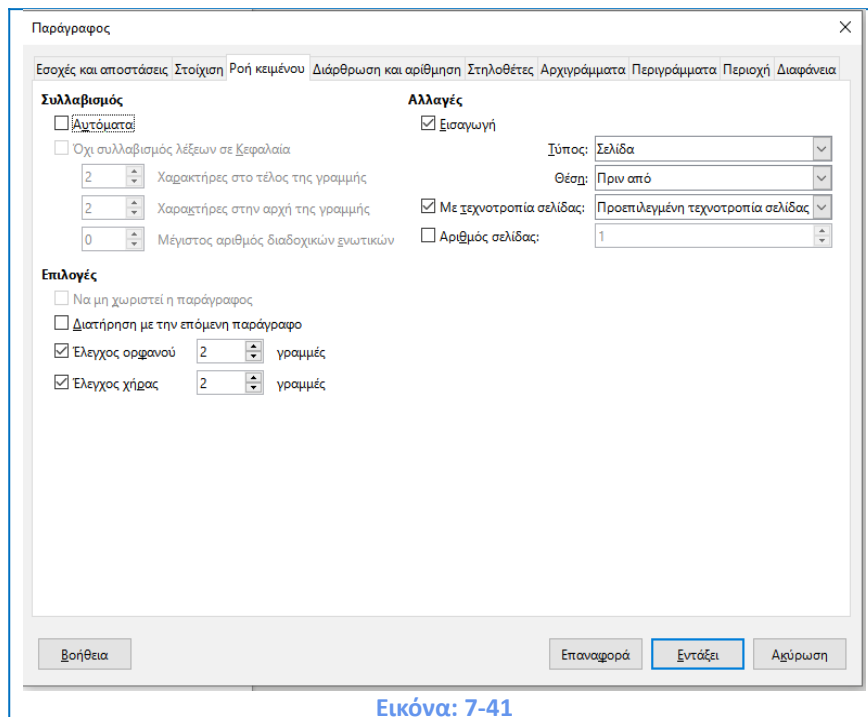 Παράγραφος
Εσοχές και αποστάσεις Στοίχιση Ροή κειμένου Διάρθρωση και αρίθμηση Στηλοθέτες Αρχιγράμματα Περιγράμματα Περιοχή Διαφάνεια
Συλλαβισμός
Αυτόματα
Όχι συλλαβισμός λέξεων σε Κεφαλαία
2 Χαρακτήρες στο τέλος της γραμμής
2 Χαρακτήρες στην αρχή της γραμμής
0 Μέγιστος αριθμός διαδοχικών ενωτικών
Επιλογές
Να μη χωριστεί η παράγραφος
Διατήρηση με την επόμενη παράγραφο
Έλεγχος ορφανού 2 γραμμές
Έλεγχος χήρας 2 γραμμές
Αλλαγές
Εισαγωγή
Τύπος: Σελίδα
Θέση: Πριν από
Με τεχνοτροπία σελίδας: Προεπιλεγμένη τεχνοτροπία σελίδας
Αριθμός σελίδας: 1
Βοήθεια Επαναφορά Εντάξει Ακύρωση
Εικόνα: 7-41